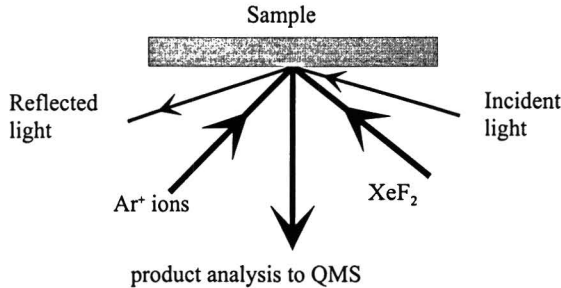 Sample
Reflected
light
Incident
light
Ar⁺ ions
XeF₂
product analysis to QMS